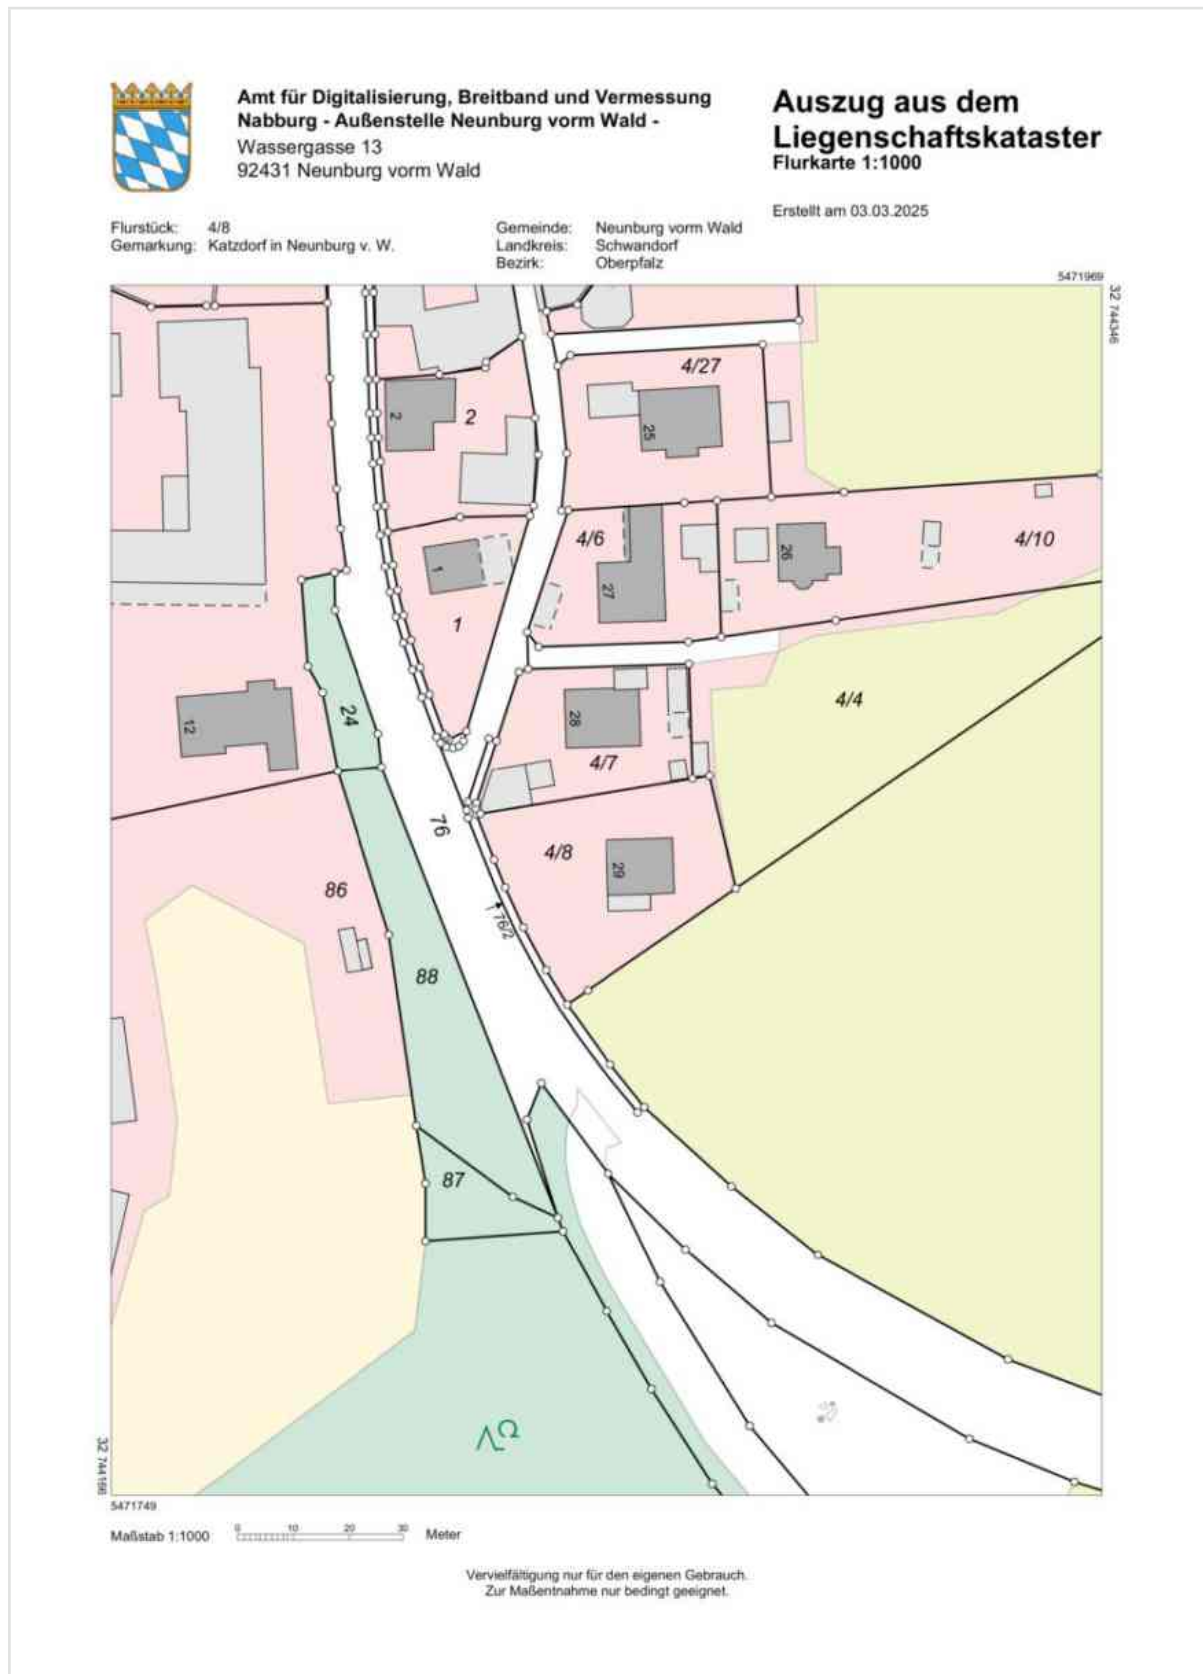 Amt für Digitalisierung, Breitband und Vermessung
Nabburg - Außenstelle Neunburg vorm Wald -
Wassergasse 13
92431 Neunburg vorm Wald
Auszug aus dem
Liegenschaftskataster
Flurkarte 1:1000
Erstellt am 03.03.2025
Flurstück: 4/8
Gemarkung: Katzdorf in Neunburg v. W.
Gemeinde: Neunburg vorm Wald
Landkreis: Schwandorf
Bezirk: Oberpfalz
5471969
32 744346
4/27
2
2
25
4/6
4/10
26
1
27
1
4/4
24
12
28
4/7
76
4/8
29
86
76/2
88
87
32 744166
5471749
Maßstab 1:1000
0 10 20 30 Meter
Vervielfältigung nur für den eigenen Gebrauch.
Zur Maßentnahme nur bedingt geeignet.